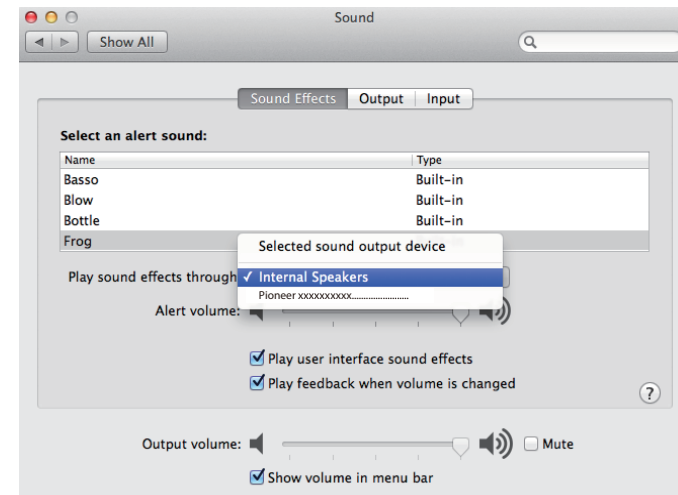 Sound
Show All
Sound Effects Output Input
Select an alert sound:
Name Type
Basso Built-in
Blow Built-in
Bottle Built-in
Frog
Selected sound output device
Play sound effects through ✓ Internal Speakers
Pioneer xxxxxxxxxx........................
Alert volume:
Play user interface sound effects
Play feedback when volume is changed
?
Output volume: Mute
Show volume in menu bar